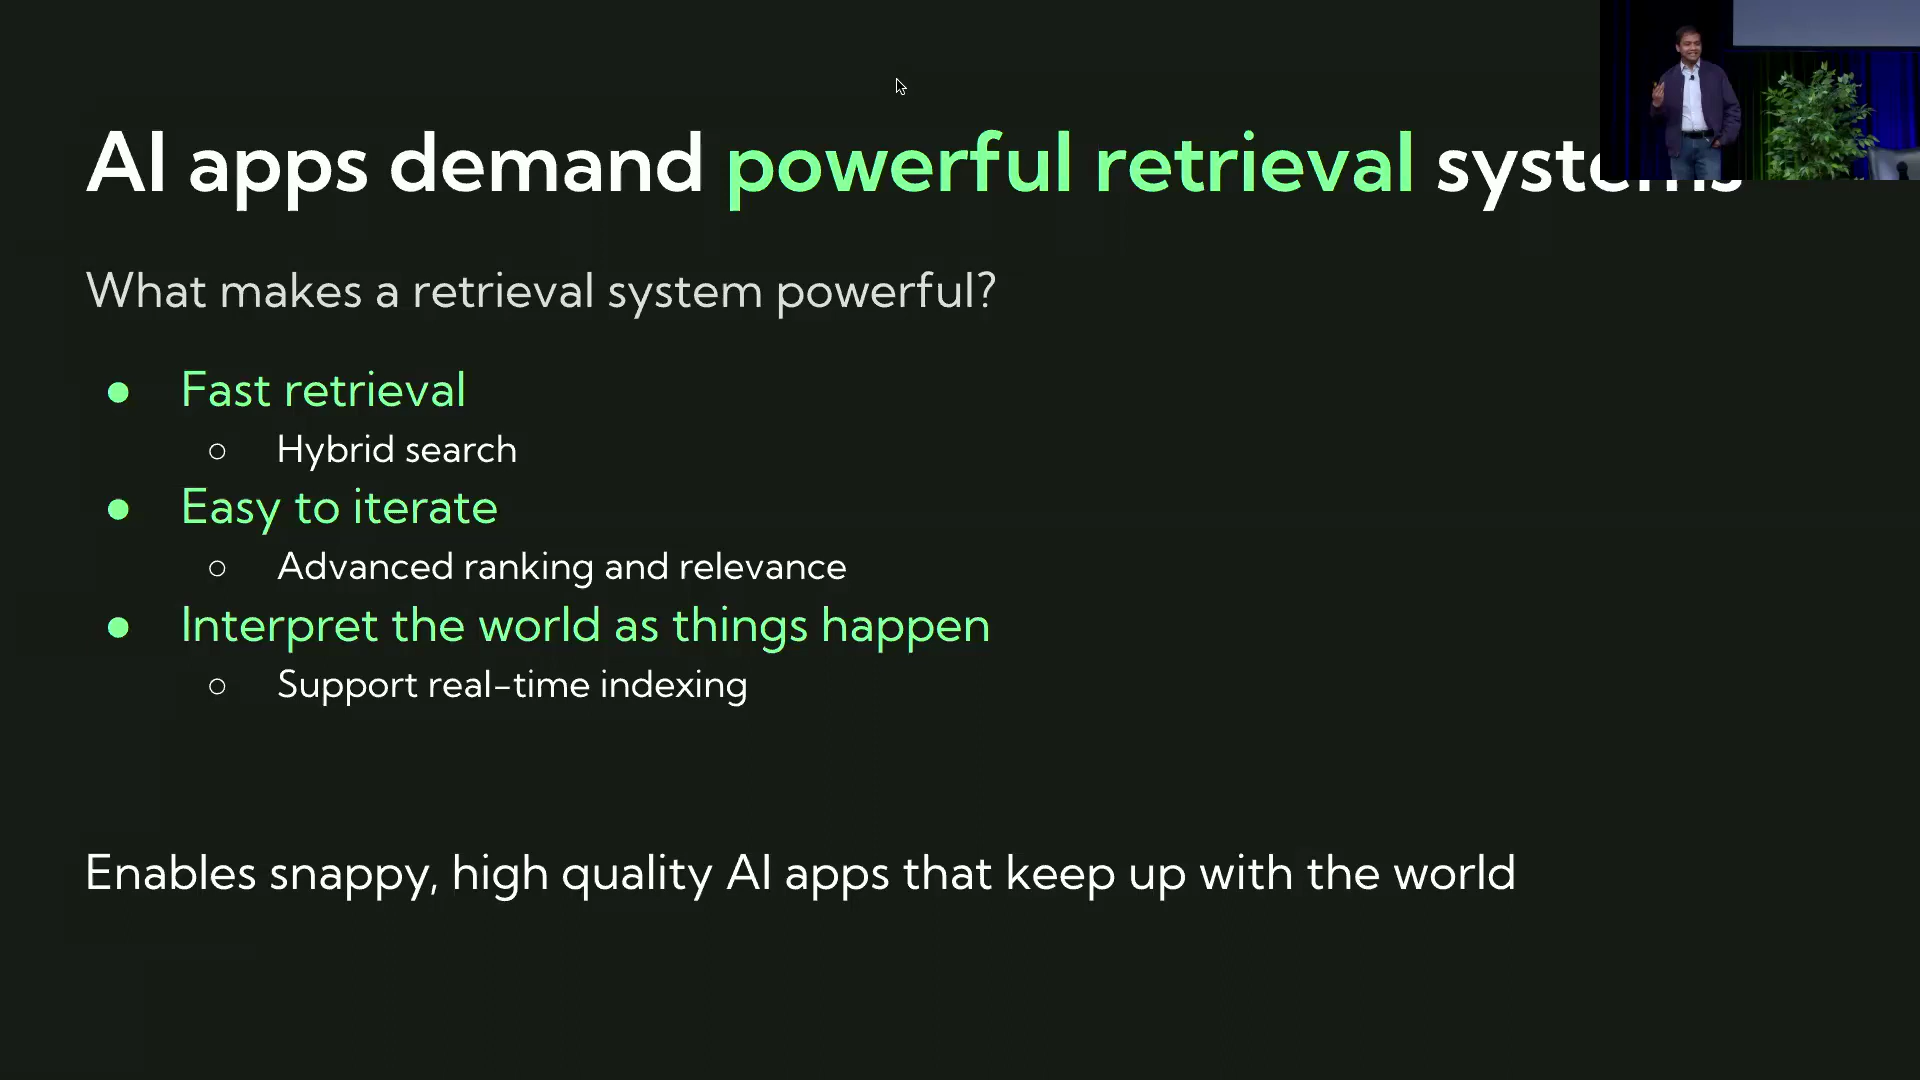 AI apps demand powerful retrieval systems
What makes a retrieval system powerful?
● Fast retrieval
○ Hybrid search
● Easy to iterate
○ Advanced ranking and relevance
● Interpret the world as things happen
○ Support real-time indexing
Enables snappy, high quality AI apps that keep up with the world